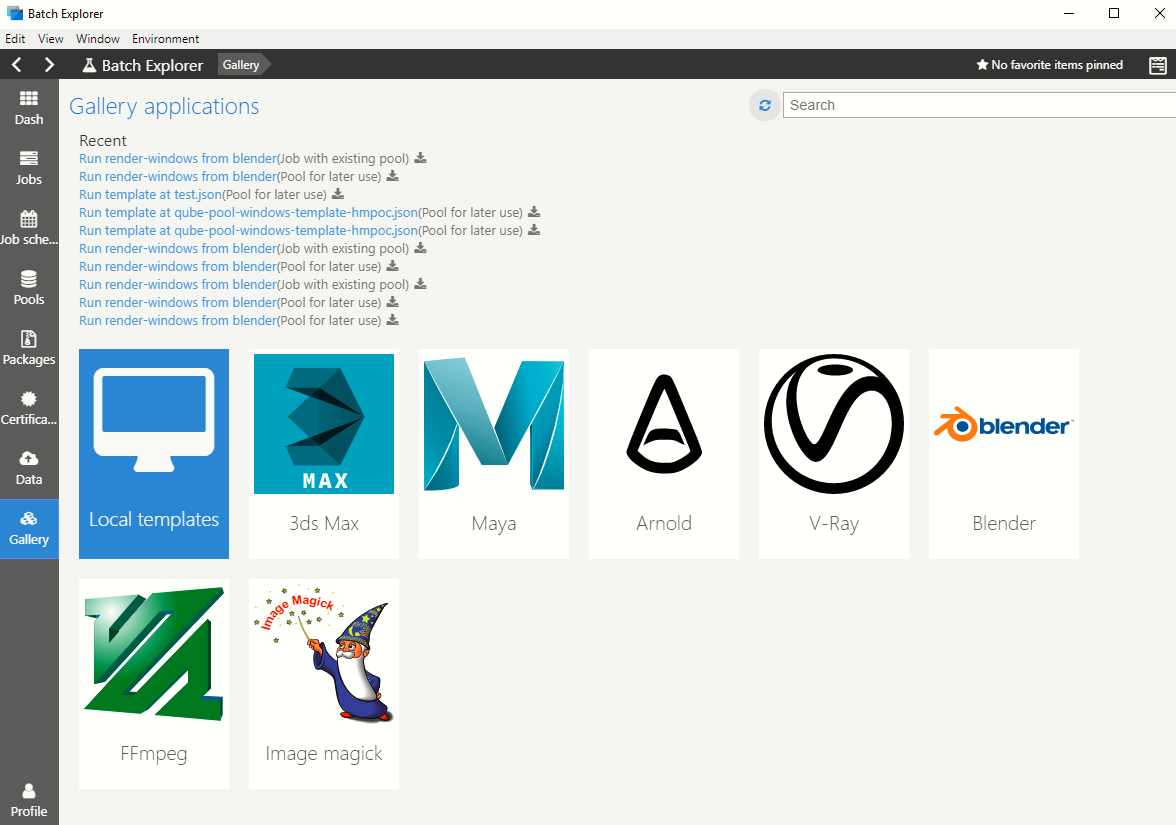 Batch Explorer
Edit View Window Environment
Batch Explorer Gallery No favorite items pinned
Dash
Jobs
Job sche...
Pools
Packages
Certifica...
Data
Gallery
Profile
Gallery applications
Search
Recent
Run render-windows from blender(Job with existing pool)
Run render-windows from blender(Pool for later use)
Run template at test.json(Pool for later use)
Run template at qube-pool-windows-template-hmpoc.json(Pool for later use)
Run template at qube-pool-windows-template-hmpoc.json(Pool for later use)
Run render-windows from blender(Job with existing pool)
Run render-windows from blender(Pool for later use)
Run render-windows from blender(Job with existing pool)
Run render-windows from blender(Pool for later use)
Run render-windows from blender(Pool for later use)
MAX
blender™
Local templates
3ds Max
Maya
Arnold
V-Ray
Blender
Image Magick
FFmpeg
Image magick